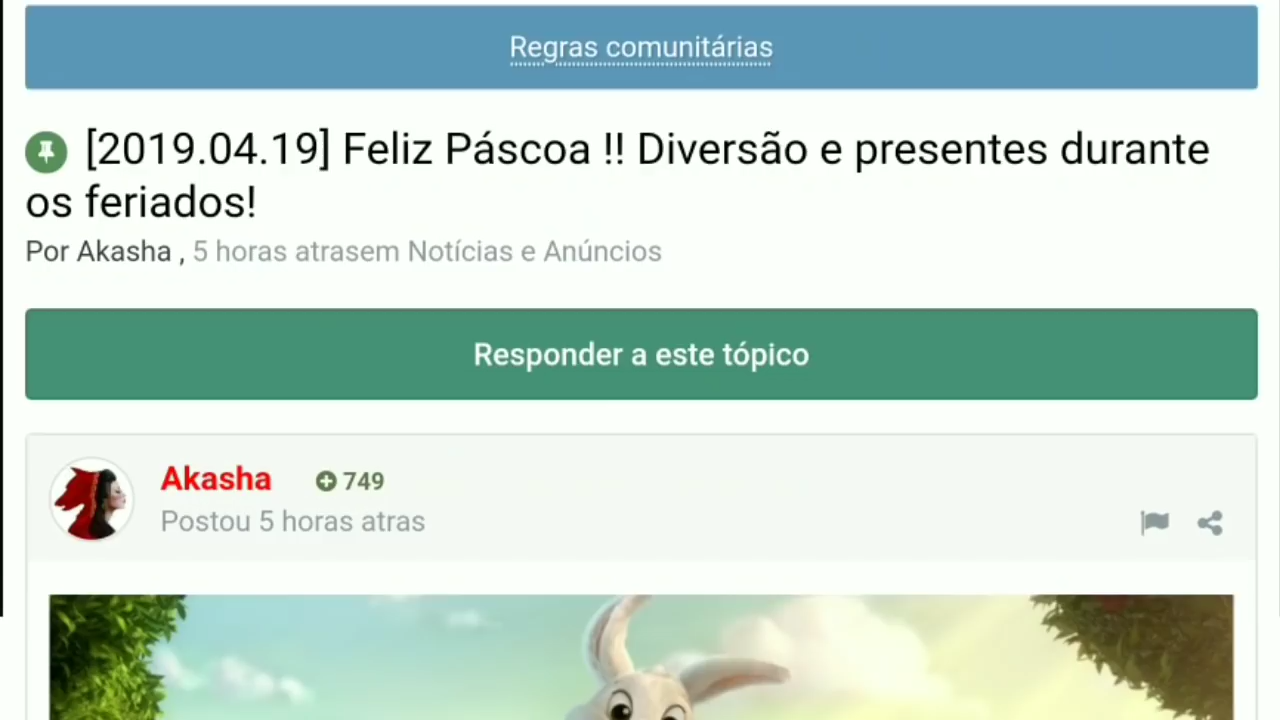 Regras comunitárias
[2019.04.19] Feliz Páscoa !! Diversão e presentes durante
os feriados!
Por Akasha , 5 horas atrasem Notícias e Anúncios
Responder a este tópico
Akasha 749
Postou 5 horas atras